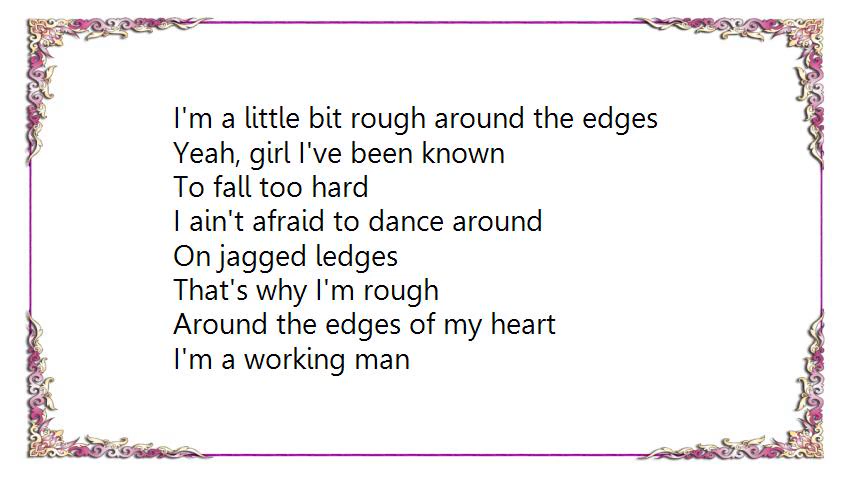 I'm a little bit rough around the edges
Yeah, girl I've been known
To fall too hard
I ain't afraid to dance around
On jagged ledges
That's why I'm rough
Around the edges of my heart
I'm a working man